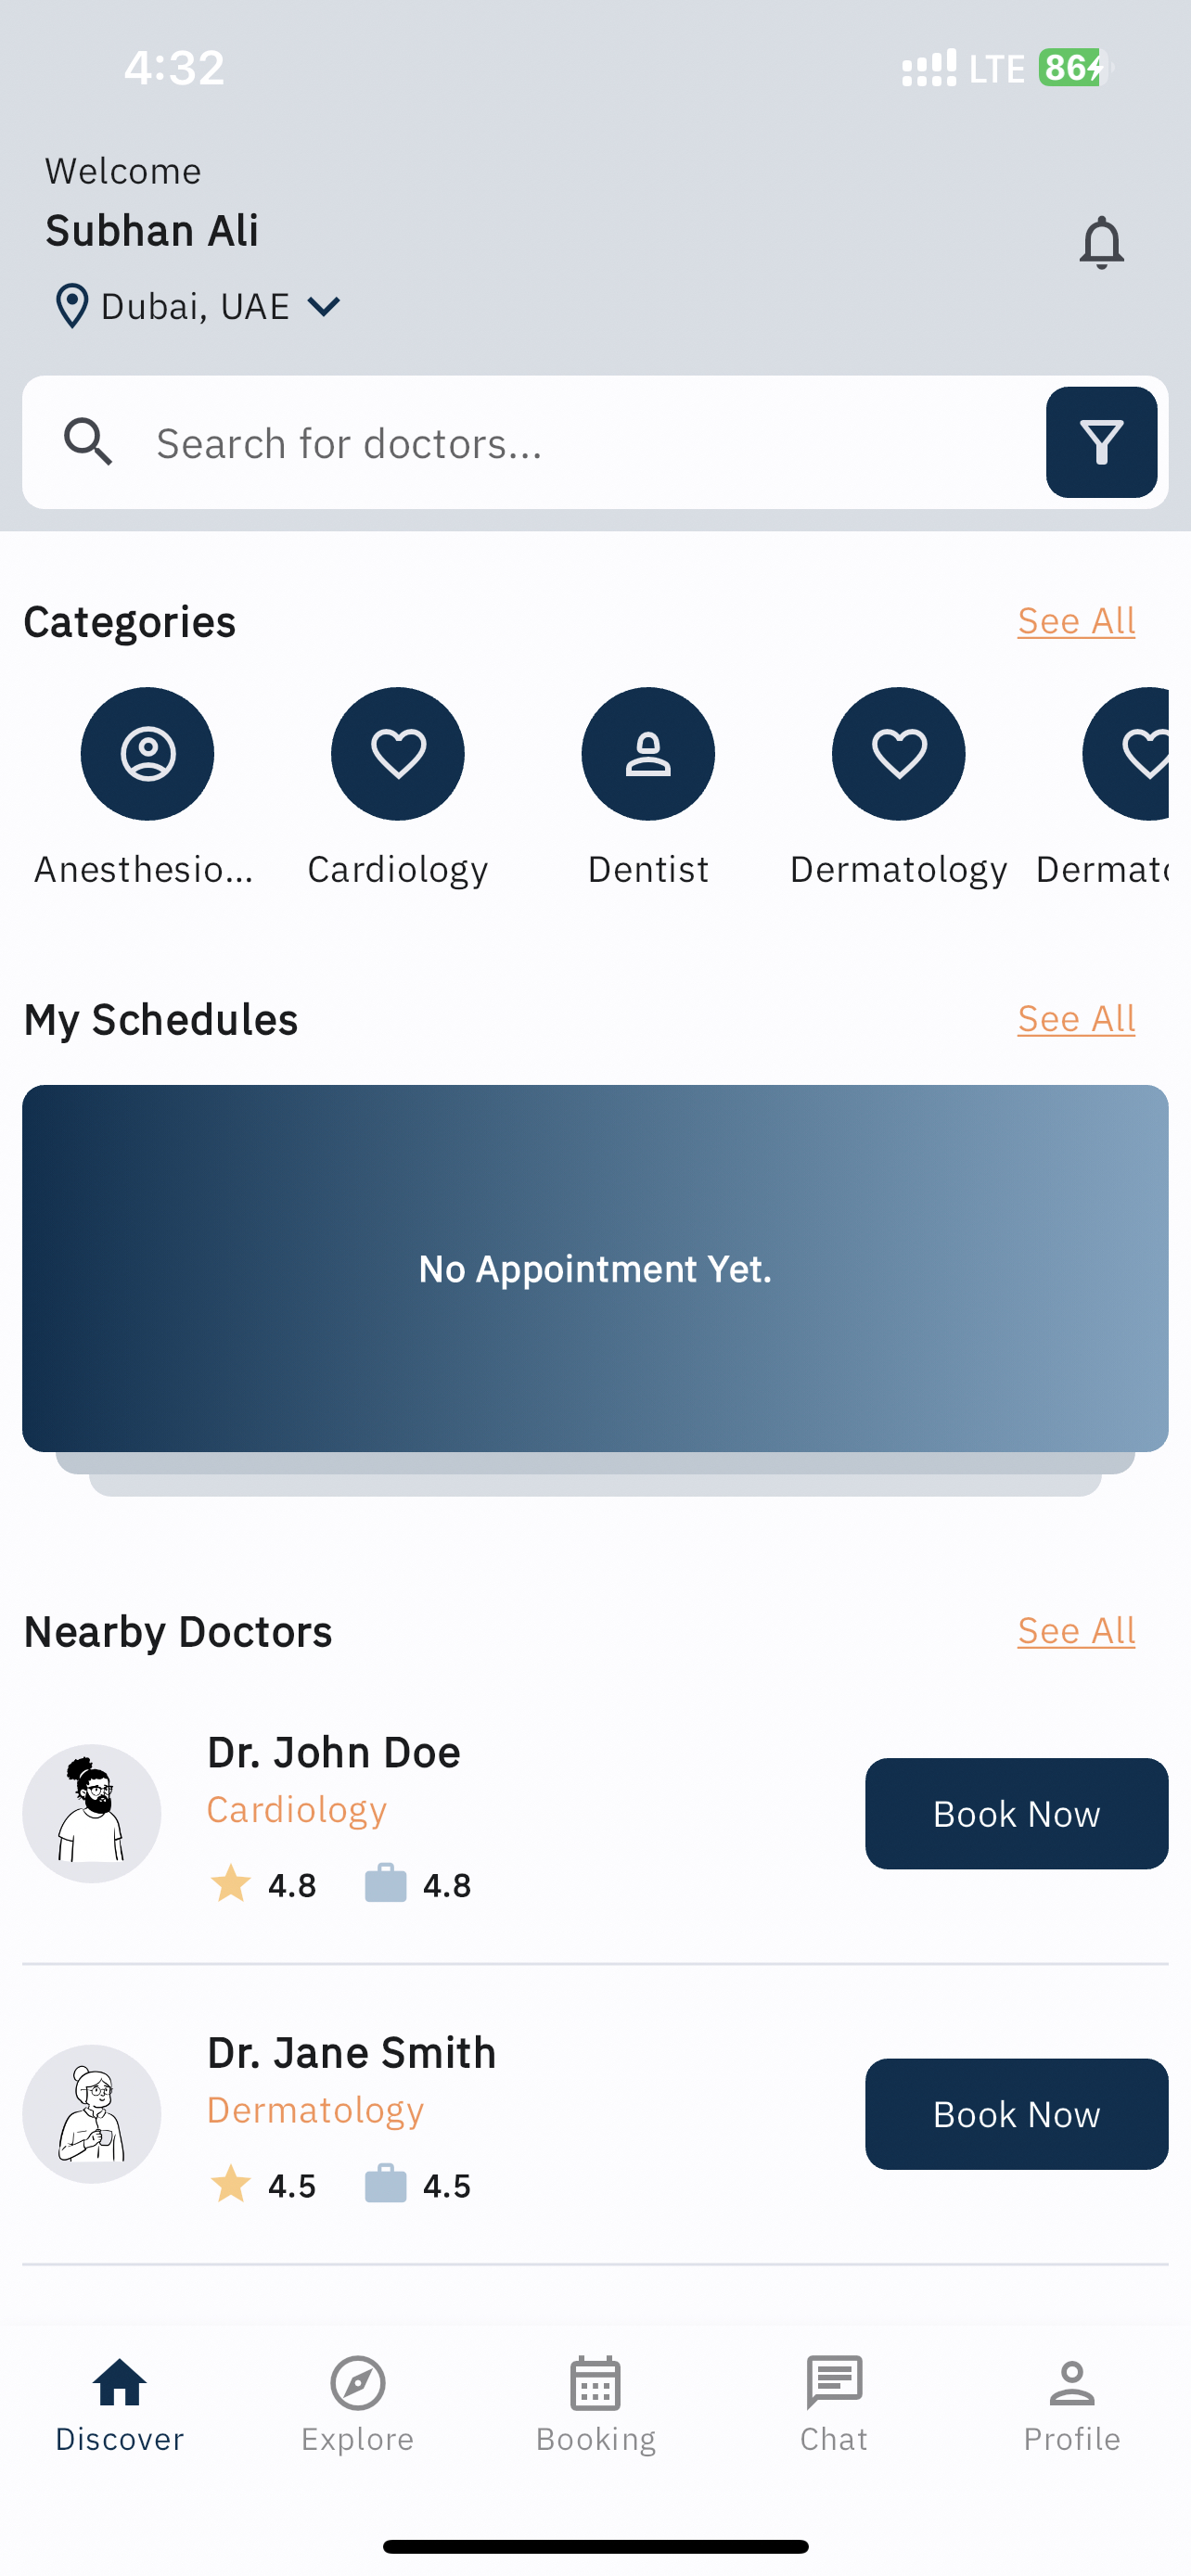 4:32
LTE 86
Welcome
Subhan Ali
Dubai, UAE
Search for doctors...
Categories See All
Anesthesio... Cardiology Dentist Dermatology Dermato
My Schedules See All
No Appointment Yet.
Nearby Doctors See All
Dr. John Doe
Cardiology
4.8 4.8
Book Now
Dr. Jane Smith
Dermatology
4.5 4.5
Book Now
Discover Explore Booking Chat Profile